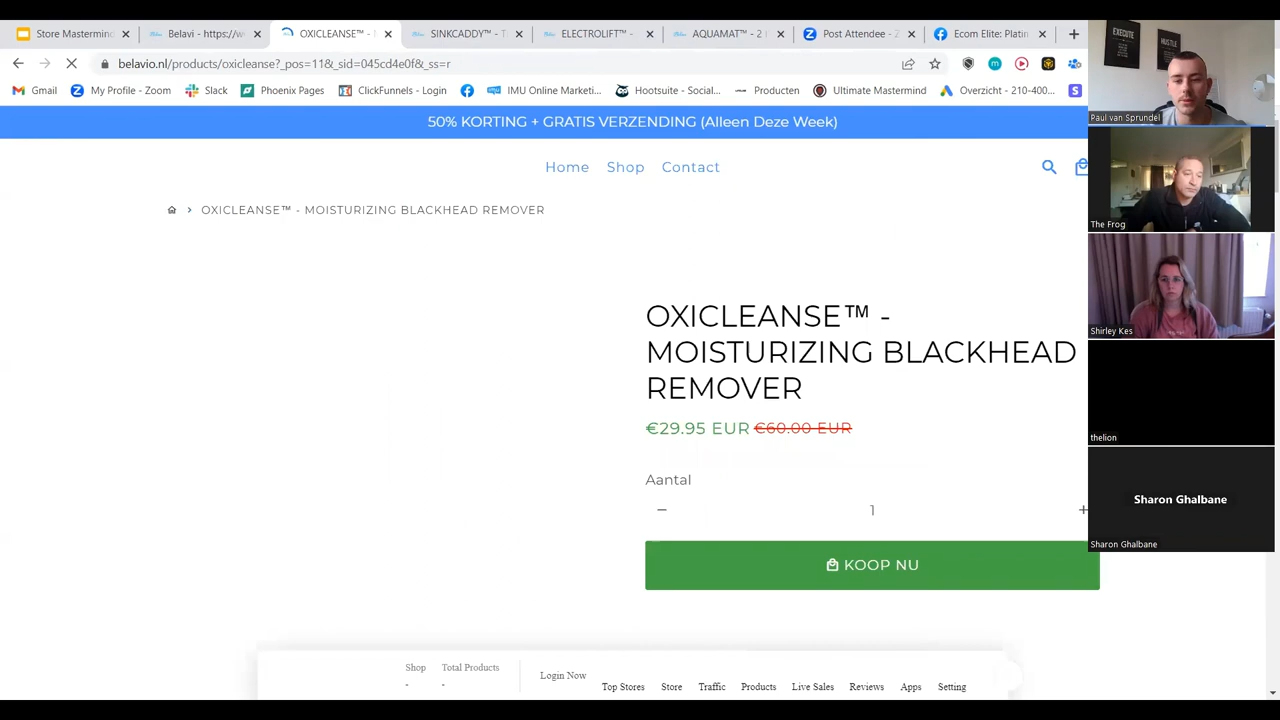 Store Mastermind
Belavi - https://w
OXICLEANSE™ -
SINKCADDY™ - T
ELECTROLIFT™ -
AQUAMAT™ - 2
Post Attendee - Z
Ecom Elite: Platin
belavio.nl/products/oxicleanse?_pos=11&_sid=045cd4e0f&_ss=r
Gmail
My Profile - Zoom
Slack
Phoenix Pages
ClickFunnels - Login
IMU Online Marketi...
Hootsuite - Social...
Producten
Ultimate Mastermind
Overzicht - 210-400...
50% KORTING + GRATIS VERZENDING (Alleen Deze Week)
Home Shop Contact
OXICLEANSE™ - MOISTURIZING BLACKHEAD REMOVER
OXICLEANSE™ -
MOISTURIZING BLACKHEAD
REMOVER
€29.95 EUR €60.00 EUR
Aantal
− 1 +
KOOP NU
Shop Total Products
- -
Login Now
Top Stores Store Traffic Products Live Sales Reviews Apps Setting
EXECUTE
HUSTLE
Paul van Sprundel
The Frog
Shirley Kes
thelion
Sharon Ghalbane
Sharon Ghalbane